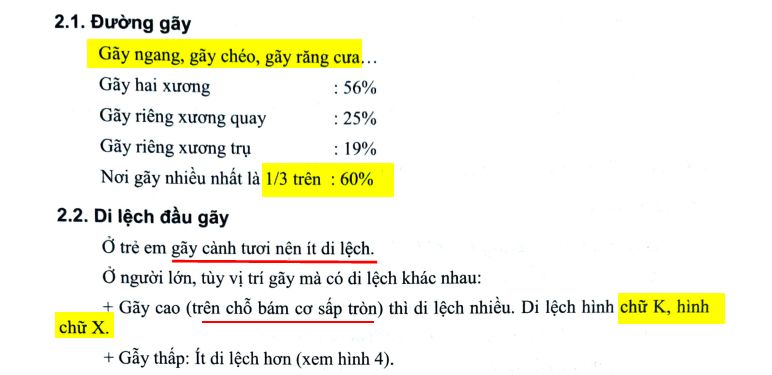 2.1. Đường gãy
Gãy ngang, gãy chéo, gãy răng cưa...
Gãy hai xương : 56%
Gãy riêng xương quay : 25%
Gãy riêng xương trụ : 19%
Nơi gãy nhiều nhất là 1/3 trên : 60%
2.2. Di lệch đầu gãy
Ở trẻ em gãy cành tươi nên ít di lệch.
Ở người lớn, tùy vị trí gãy mà có di lệch khác nhau:
+ Gãy cao (trên chỗ bám cơ sấp tròn) thì di lệch nhiều. Di lệch hình chữ K, hình
chữ X.
+ Gẫy thấp: Ít di lệch hơn (xem hình 4).